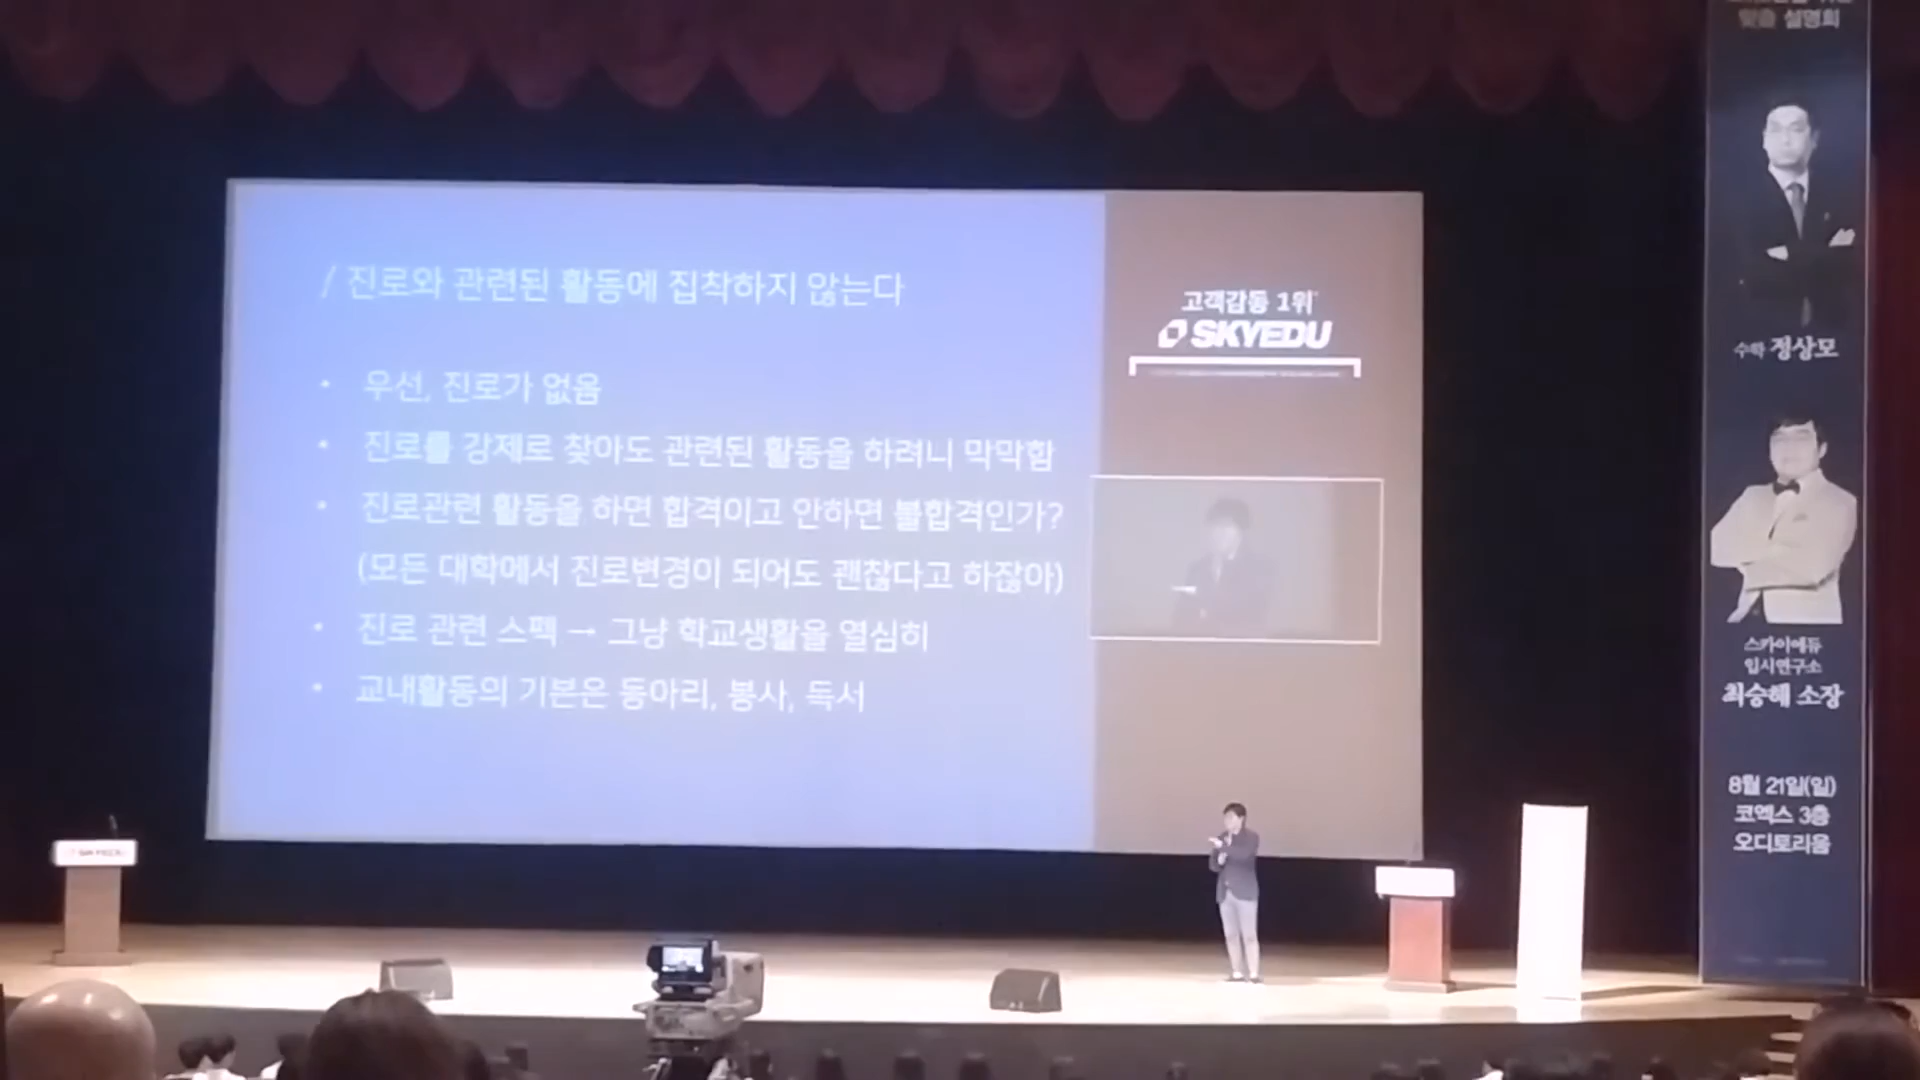 / 진로와 관련된 활동에 집착하지 않는다
• 우선, 진로가 없음
• 진로를 강제로 찾아도 관련된 활동을 하려니 막막함
• 진로관련 활동을 하면 합격이고 안하면 불합격인가?
(모든 대학에서 진로변경이 되어도 괜찮다고 하잖아)
• 진로 관련 스펙 → 그냥 학교생활을 열심히
• 교내활동의 기본은 동아리, 봉사, 독서
고객감동 1위
SKYEDU
맞춤 설명회
수학 정상모
스카이에듀
입시연구소
최승해 소장
8월 21일(일)
코엑스 3층
오디토리움